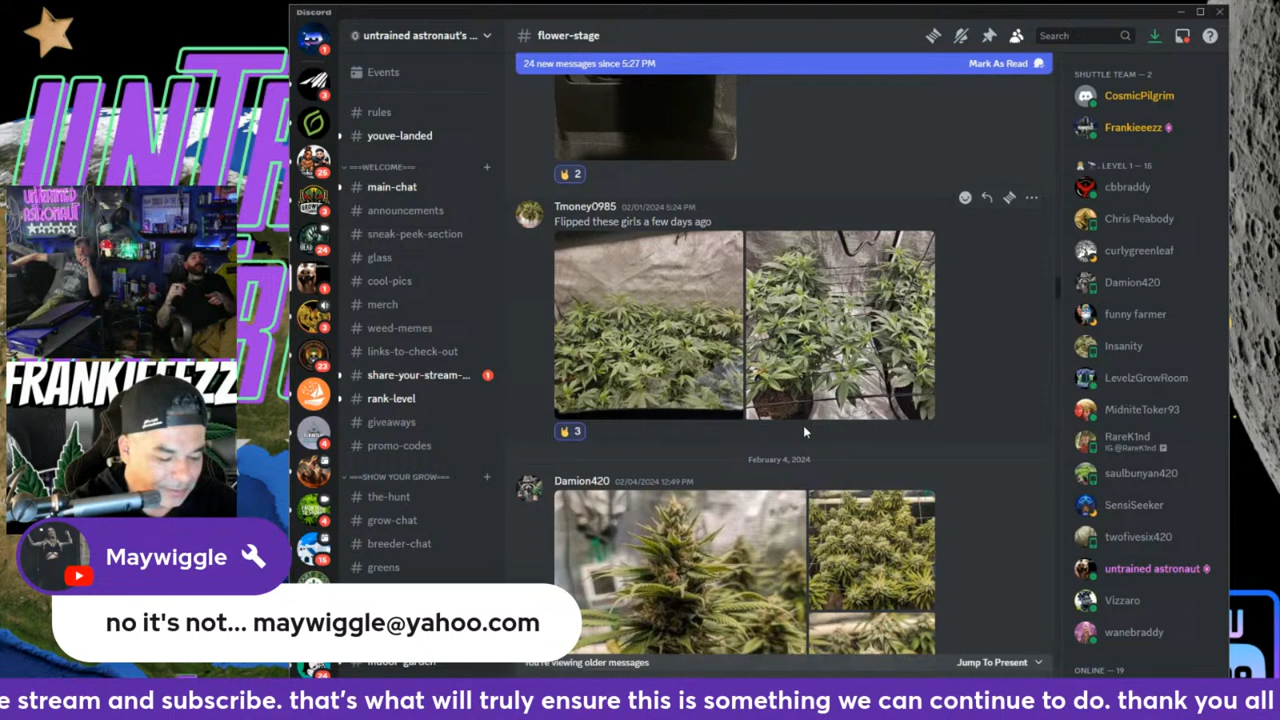 Discord
untrained astronaut's ...
# flower-stage
Search
24 new messages since 5:27 PM
Mark As Read
Events
rules
youve-landed
===WELCOME===
main-chat
announcements
sneak-peek-section
glass
cool-pics
merch
weed-memes
links-to-check-out
share-your-stream-...
1
rank-level
giveaways
promo-codes
===SHOW YOUR GROW===
the-hunt
grow-chat
breeder-chat
greens
2
Tmoney0985 02/01/2024 5:24 PM
Flipped these girls a few days ago
3
February 4, 2024
Damion420 02/04/2024 12:49 PM
You're viewing older messages
Jump To Present
SHUTTLE TEAM — 2
CosmicPilgrim
Frankieeezz
LEVEL 1 — 15
cbbraddy
Chris Peabody
curlygreenleaf
Damion420
funny farmer
Insanity
LevelzGrowRoom
MidniteToker93
RareK1nd
IG @RareK1nd
saulbunyan420
SensiSeeker
twofivesix420
untrained astronaut
Vizzaro
wanebraddy
ONLINE — 19
FRANKIEEEZZ
Maywiggle
no it's not... maywiggle@yahoo.com
e stream and subscribe. that's what will truly ensure this is something we can continue to do. thank you all